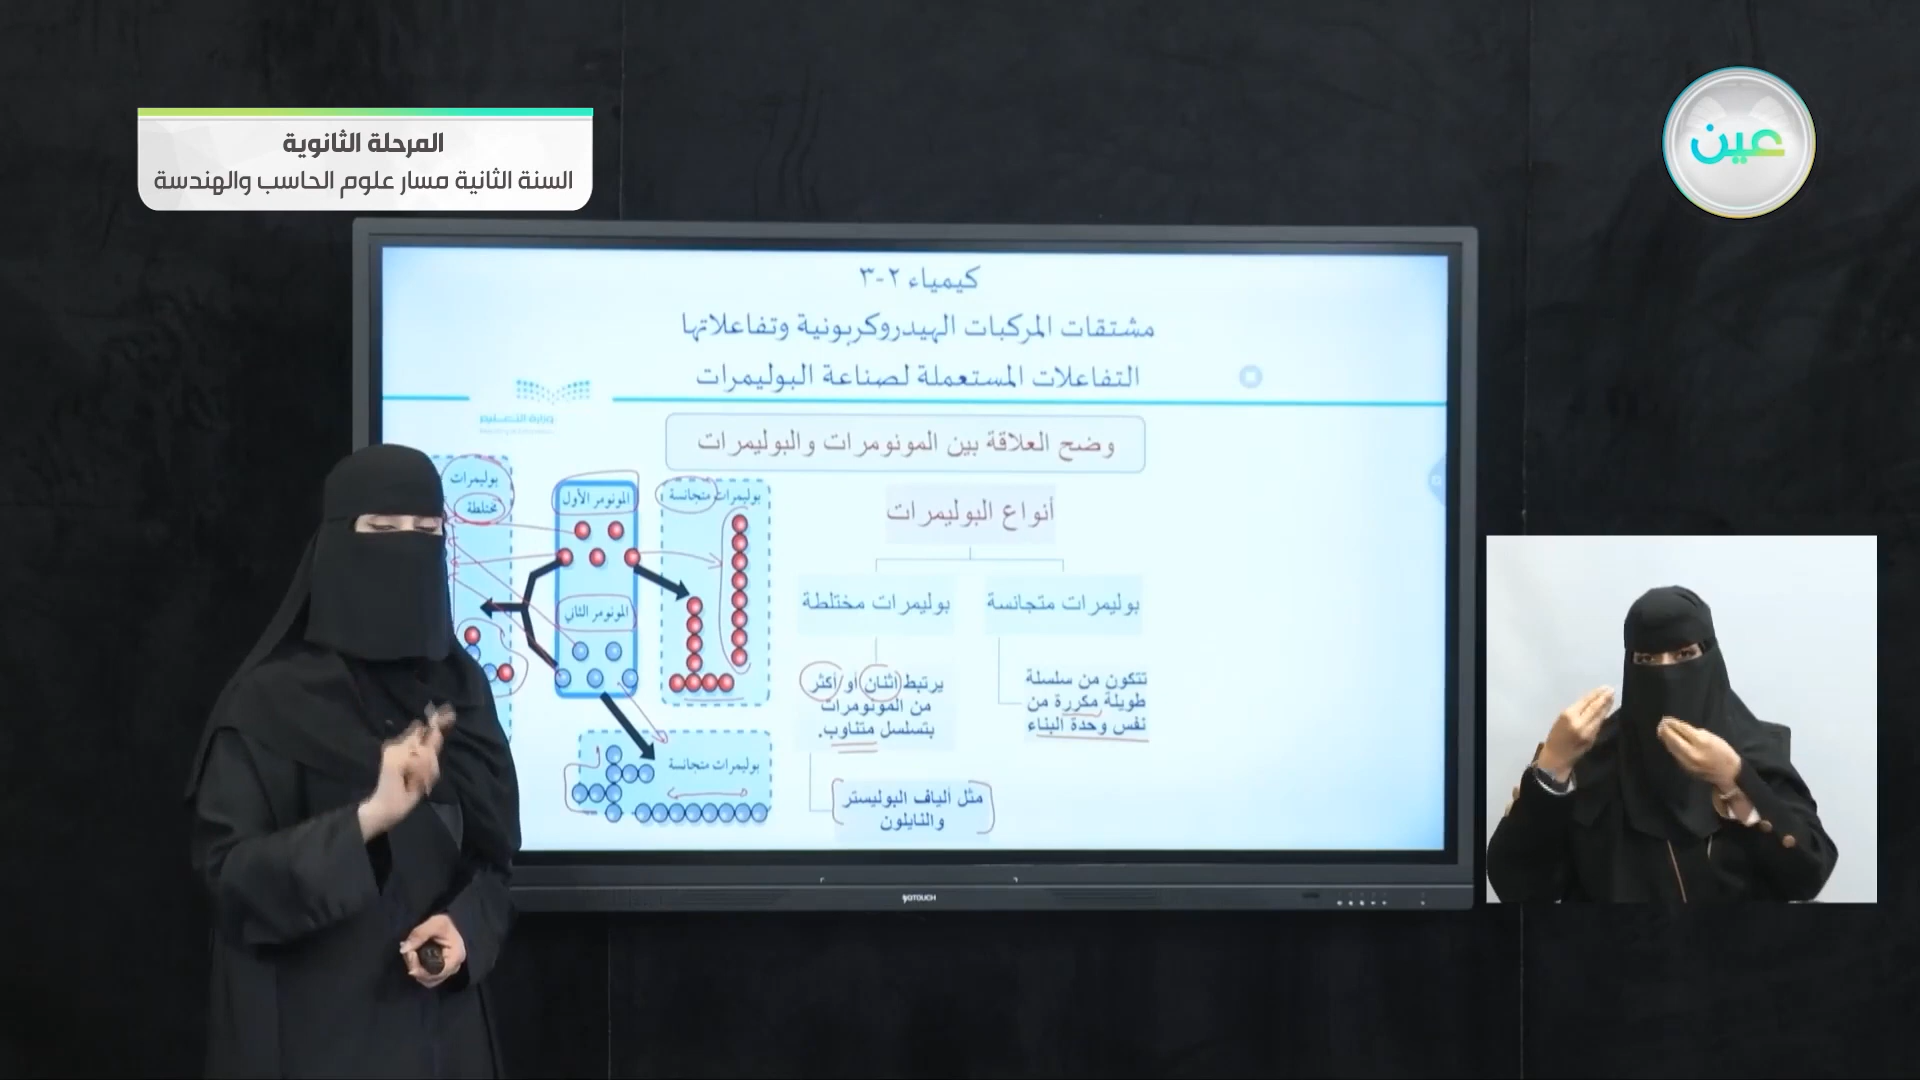 المرحلة الثانوية
السنة الثانية مسار علوم الحاسب والهندسة
عين
كيمياء ٢-٣
مشتقات المركبات الهيدروكربونية وتفاعلاتها
التفاعلات المستعملة لصناعة البوليمرات
وزارة التعليم
وضح العلاقة بين المونومرات والبوليمرات
أنواع البوليمرات
بوليمرات متجانسة
بوليمرات مختلطة
تتكون من سلسلة
طويلة مكررة من
نفس وحدة البناء
يرتبط اثنان أو أكثر
من المونومرات
بتسلسل متناوب.
مثل ألياف البوليستر
والنايلون
بوليمرات متجانسة
المونومر الأول
المونومر الثاني
بوليمرات
مختلطة
بوليمرات متجانسة